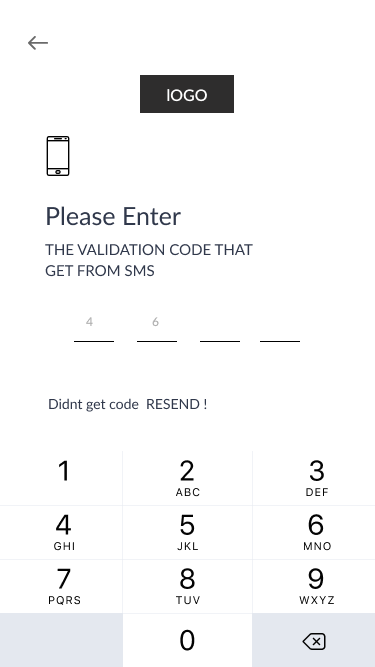 lOGO
Please Enter
THE VALIDATION CODE THAT
GET FROM SMS
4 6
Didnt get code RESEND !
1 2 3
ABC DEF
4 5 6
GHI JKL MNO
7 8 9
PQRS TUV WXYZ
0